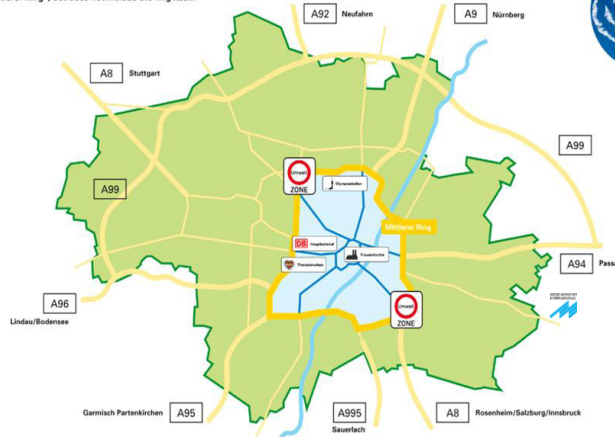 A92 Neufahrn
A9 Nürnberg
A8 Stuttgart
A99
A99
Umwelt
ZONE
Olympiastadion
Mittlerer Ring
DB Hauptbahnhof
Frauenkirche
Theresienwiese
A94 Passa
A96
Lindau/Bodensee
Umwelt
ZONE
Garmisch Partenkirchen A95
A995
Sauerlach
A8 Rosenheim/Salzburg/Innsbruck